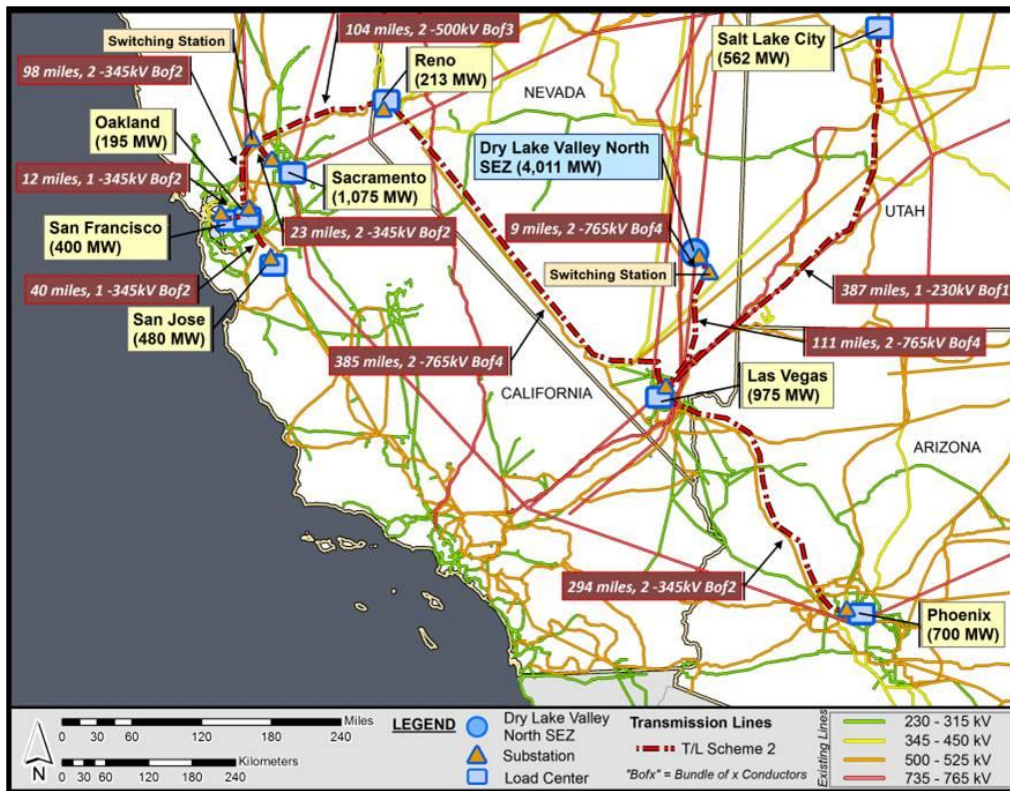 104 miles, 2 -500kV Bof3
Switching Station
98 miles, 2 -345kV Bof2
Reno
(213 MW)
NEVADA
Salt Lake City
(562 MW)
Oakland
(195 MW)
Dry Lake Valley North
SEZ (4,011 MW)
12 miles, 1 -345kV Bof2
Sacramento
(1,075 MW)
UTAH
San Francisco
(400 MW)
23 miles, 2 -345kV Bof2
9 miles, 2 -765kV Bof4
Switching Station
40 miles, 1 -345kV Bof2
387 miles, 1 -230kV Bof1
San Jose
(480 MW)
111 miles, 2 -765kV Bof4
385 miles, 2 -765kV Bof4
CALIFORNIA
Las Vegas
(975 MW)
ARIZONA
294 miles, 2 -345kV Bof2
Phoenix
(700 MW)
N
Miles
0 30 60 120 180 240
Kilometers
0 30 60 120 180 240
LEGEND
Dry Lake Valley
North SEZ
Substation
Load Center
Transmission Lines
T/L Scheme 2
"Bofx" = Bundle of x Conductors
Existing Lines
230 - 315 kV
345 - 450 kV
500 - 525 kV
735 - 765 kV